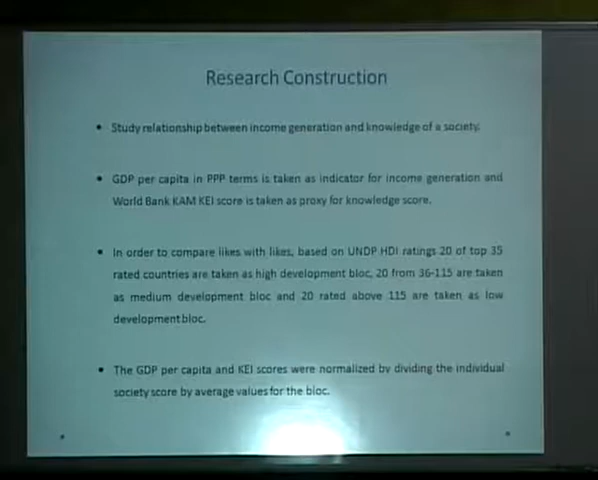 Research Construction
• Study relationship between income generation and knowledge of a society.
• GDP per capita in PPP terms is taken as indicator for income generation and
World Bank KAM KEI score is taken as proxy for knowledge score.
• In order to compare likes with likes, based on UNDP HDI ratings 20 of top 35
rated countries are taken as high development bloc, 20 from 36-115 are taken
as medium development bloc and 20 rated above 115 are taken as low
development bloc.
• The GDP per capita and KEI scores were normalized by dividing the individual
society score by average values for the bloc.